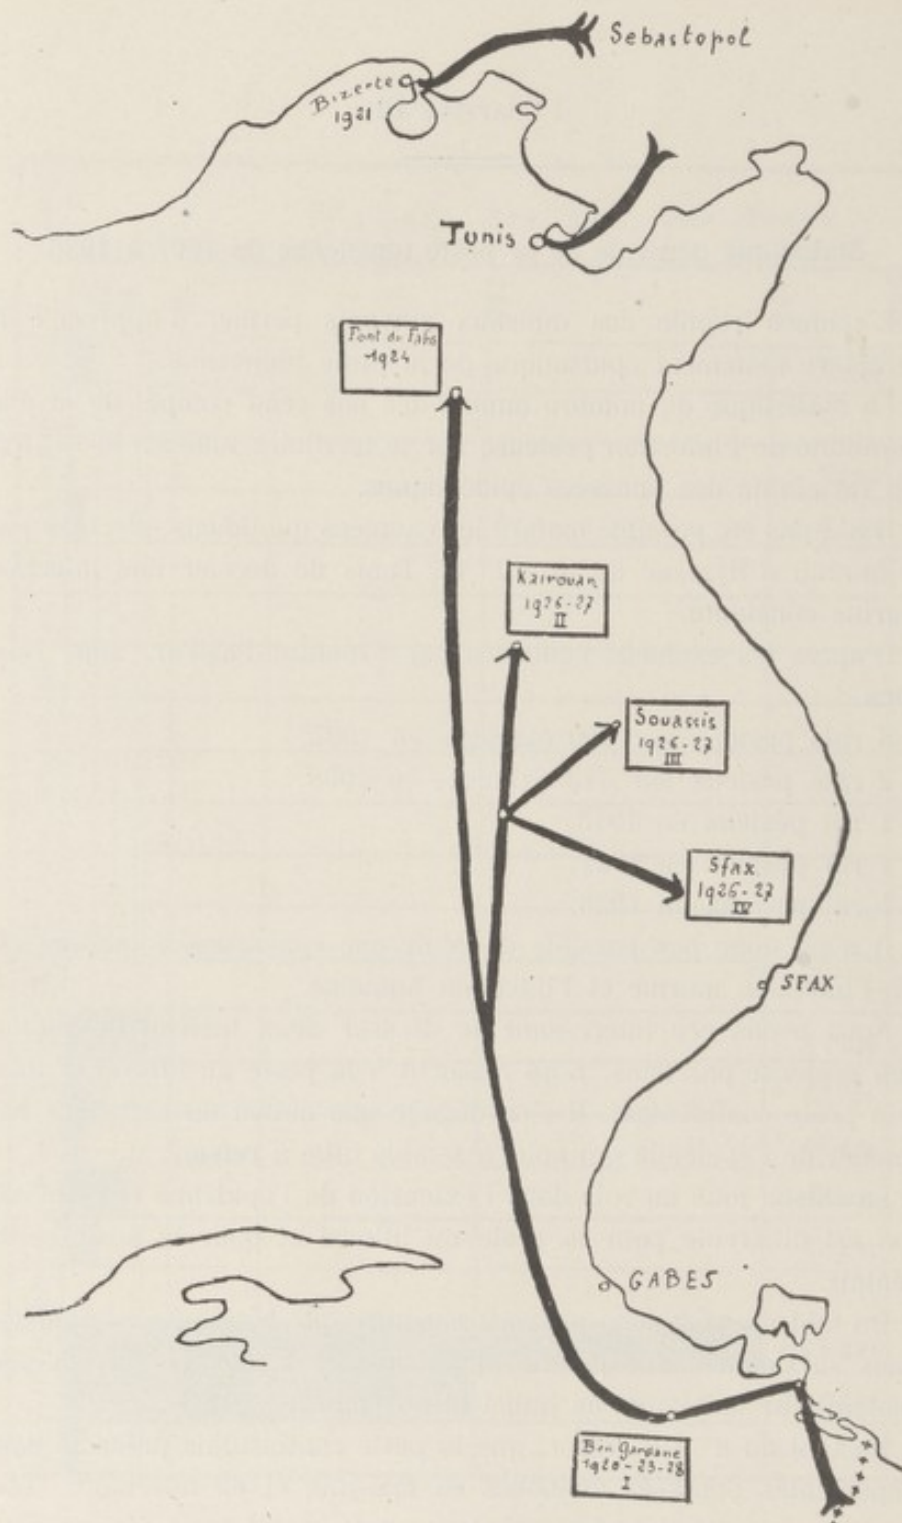 Sebastopol
Bizerte
1921
Tunis
Pont du Fahs
1924
Kairouan
1926-27
II
Souassis
1926-27
III
Sfax
1926-27
IV
SFAX
GABES
Ben Gardane
1920-23-28
I